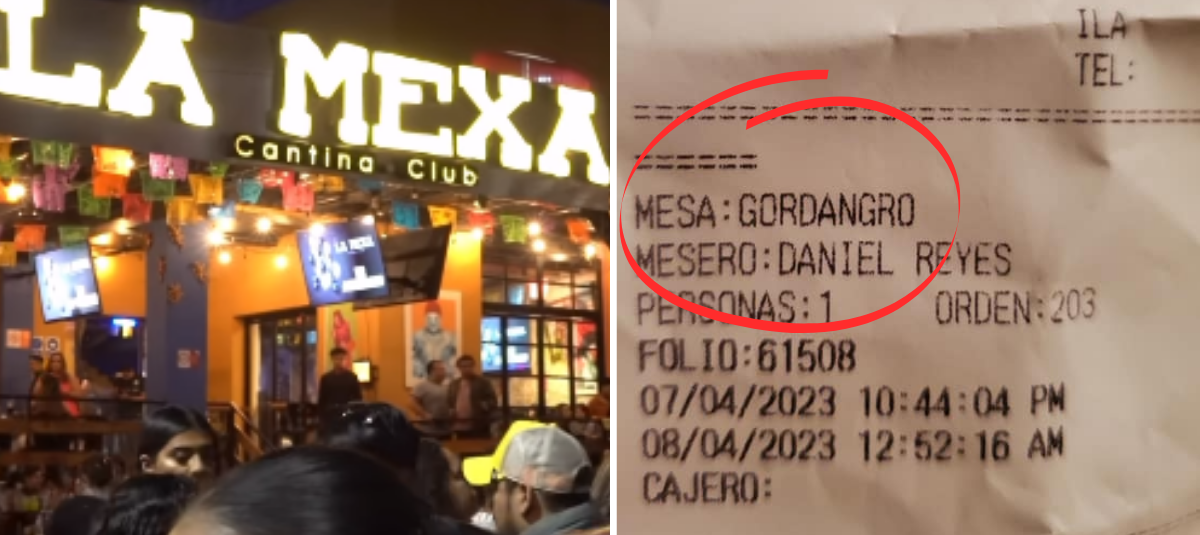 LA MEXA
Cantina Club
ILA
TEL:
MESA:GORDANGRO
MESERO:DANIEL REYES
PERSONAS:1 ORDEN:203
FOLIO:61508
07/04/2023 10:44:04 PM
08/04/2023 12:52:16 AM
CAJERO: